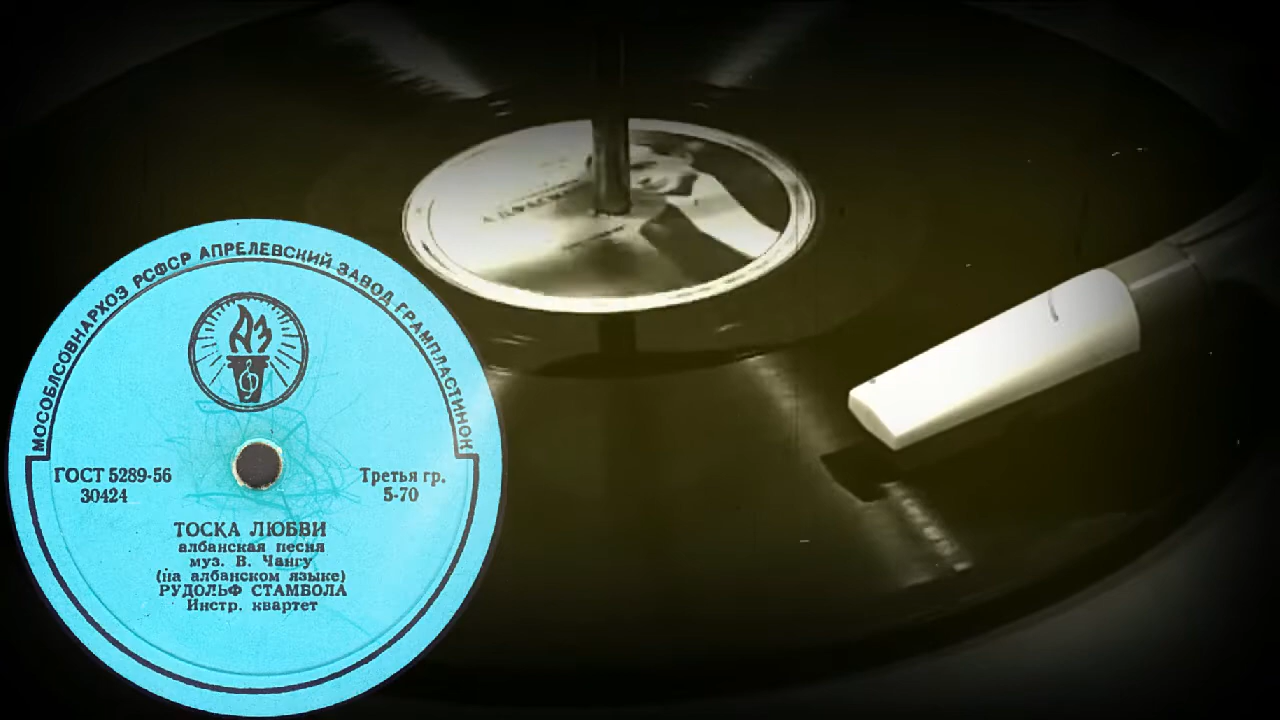 МОСОБЛСОВНАРХОЗ РСФСР АПРЕЛЕВСКИЙ ЗАВОД ГРАМПЛАСТИНОК
АЗ
ГОСТ 5289-56
30424
Третья гр.
5-70
ТОСКА ЛЮБВИ
албанская песня
муз. В. Чангу
(на албанском языке)
РУДОЛЬФ СТАМБОЛА
Инстр. квартет